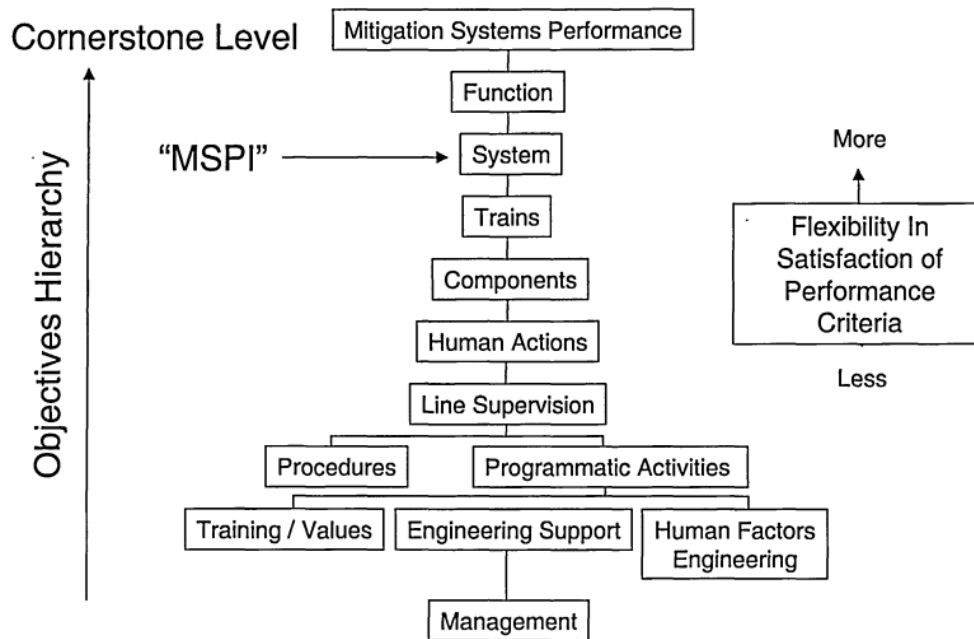 Cornerstone Level
Mitigation Systems Performance
Function
“MSPI”
System
More
Trains
Flexibility In
Satisfaction of
Performance
Criteria
Components
Human Actions
Less
Line Supervision
Objectives Hierarchy
Procedures
Programmatic Activities
Training / Values
Engineering Support
Human Factors
Engineering
Management